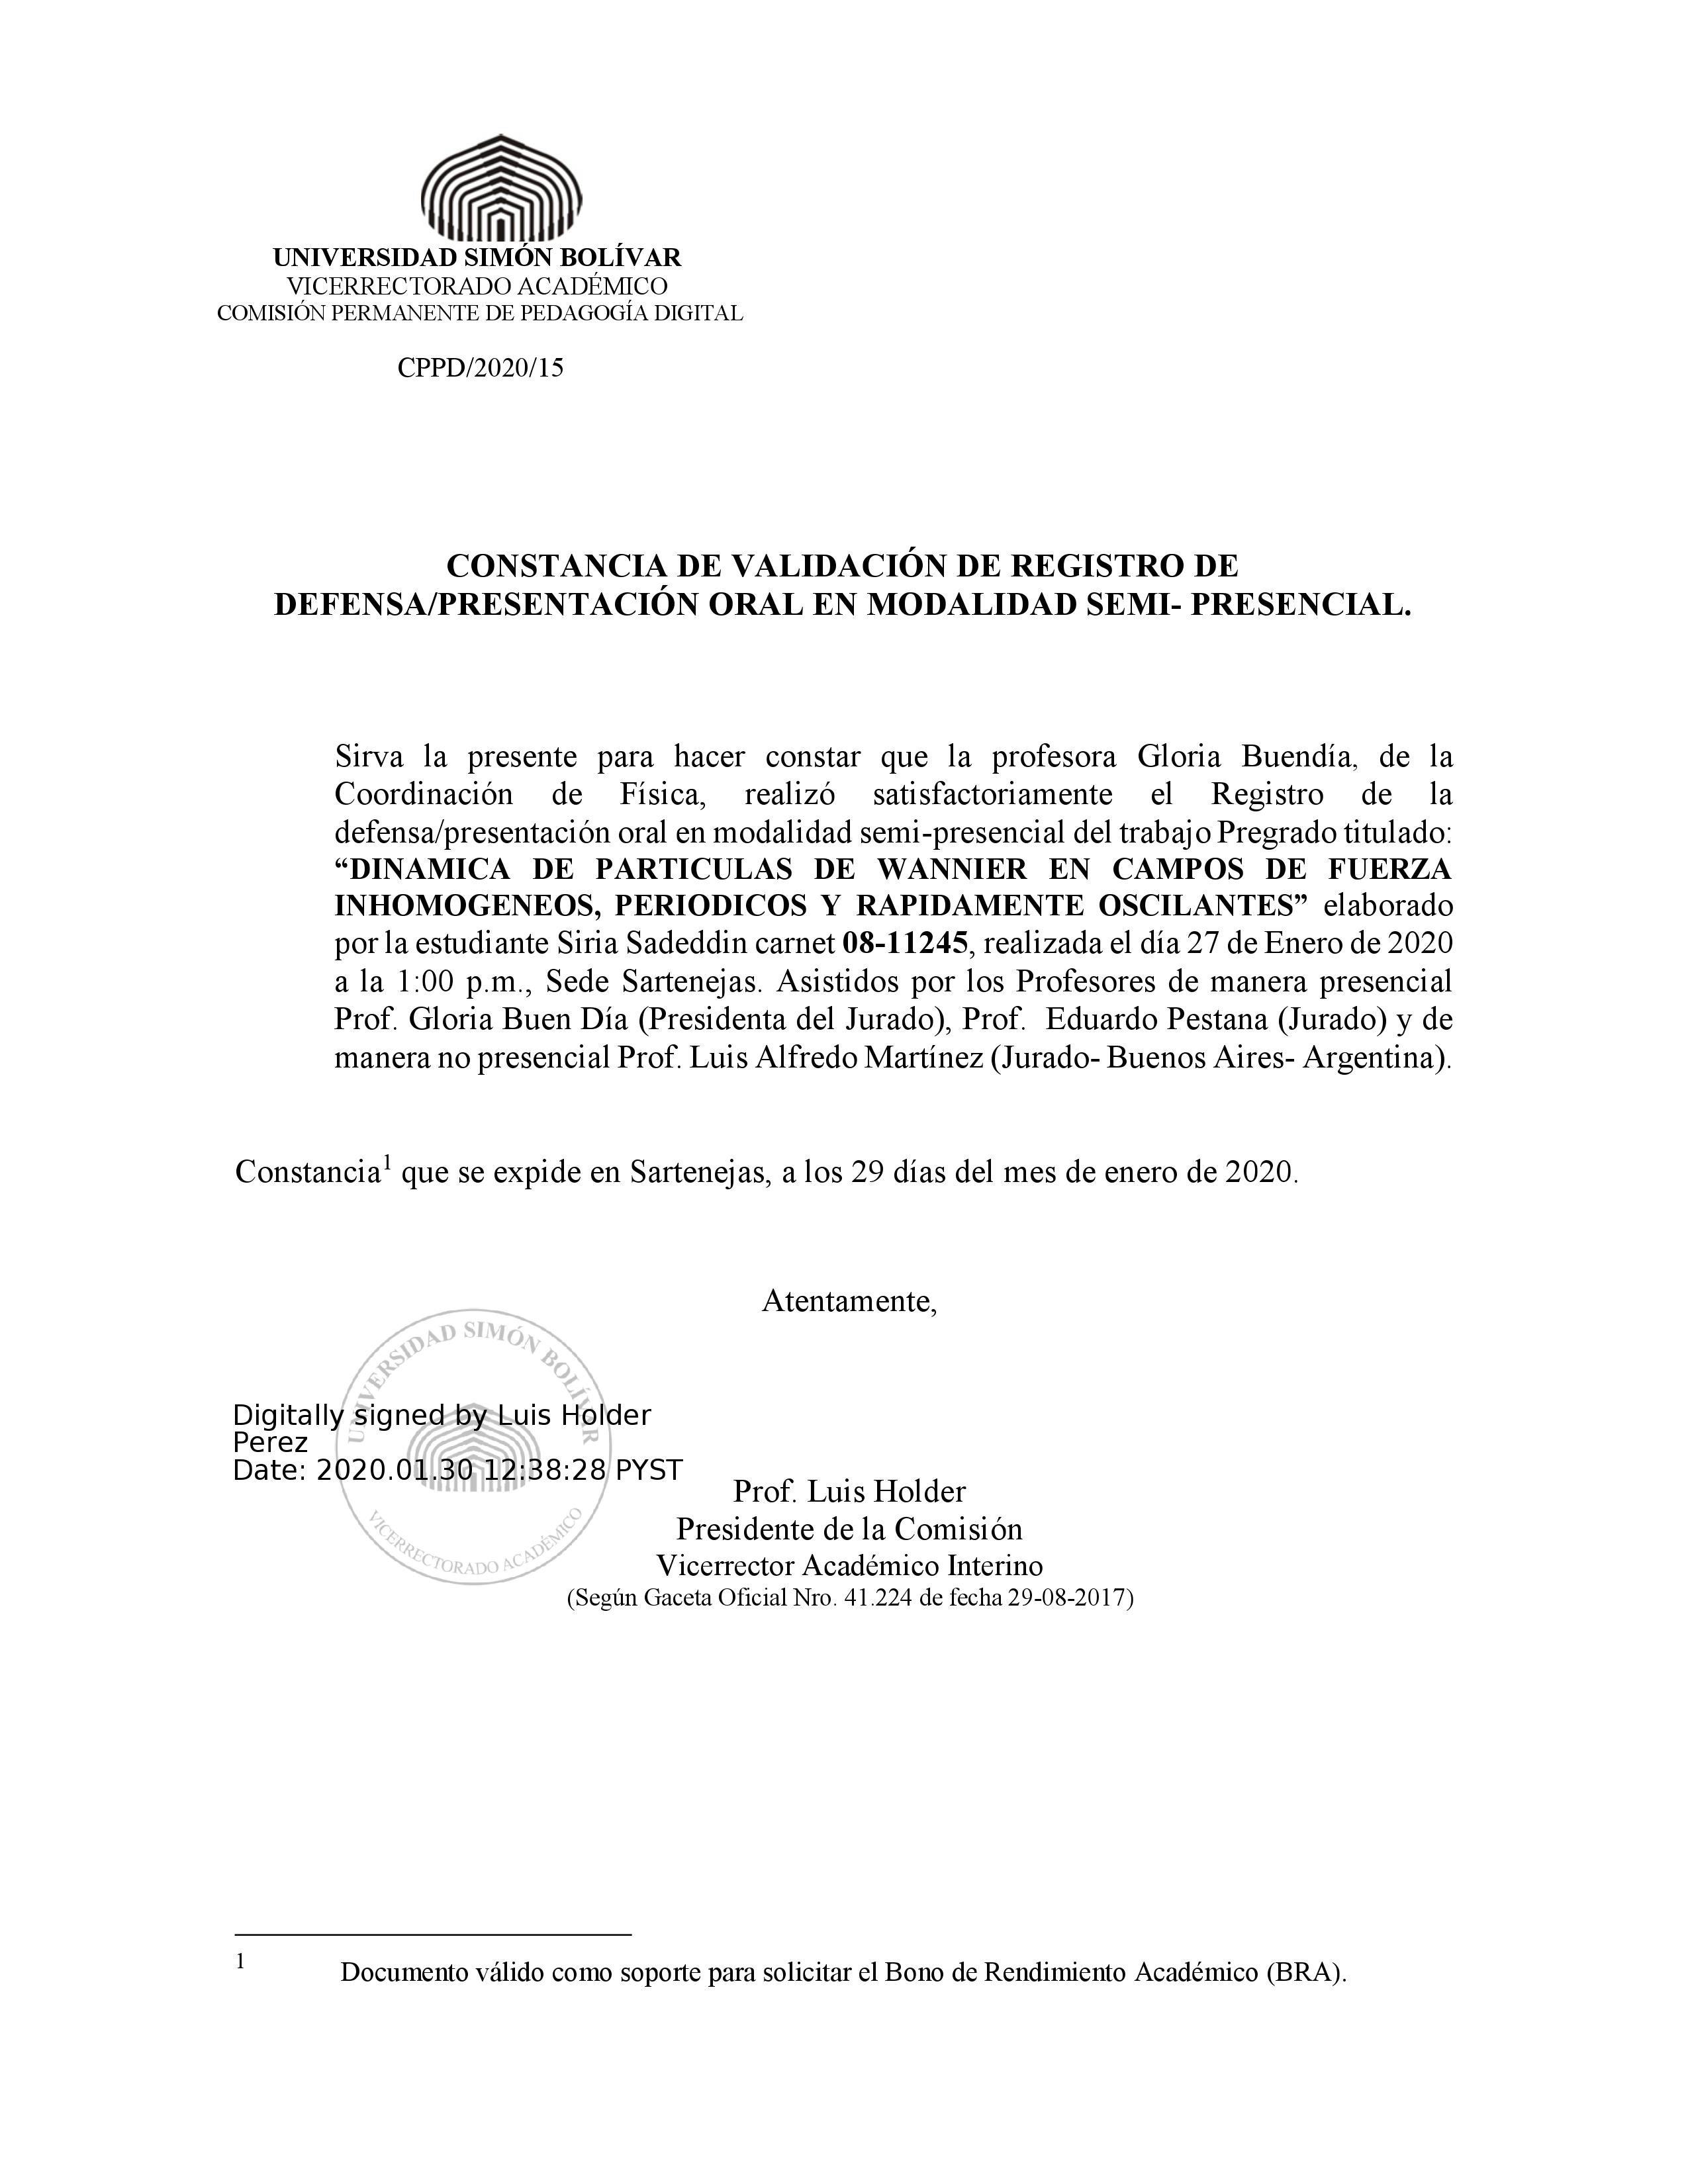 UNIVERSIDAD SIMÓN BOLÍVAR
VICERRECTORADO ACADÉMICO
COMISIÓN PERMANENTE DE PEDAGOGÍA DIGITAL
CPPD/2020/15
CONSTANCIA DE VALIDACIÓN DE REGISTRO DE
DEFENSA/PRESENTACIÓN ORAL EN MODALIDAD SEMI- PRESENCIAL.
Sirva la presente para hacer constar que la profesora Gloria Buendía, de la
Coordinación de Física, realizó satisfactoriamente el Registro de la
defensa/presentación oral en modalidad semi-presencial del trabajo Pregrado titulado:
“DINAMICA DE PARTICULAS DE WANNIER EN CAMPOS DE FUERZA
INHOMOGENEOS, PERIODICOS Y RAPIDAMENTE OSCILANTES” elaborado
por la estudiante Siria Sadeddin carnet 08-11245, realizada el día 27 de Enero de 2020
a la 1:00 p.m., Sede Sartenejas. Asistidos por los Profesores de manera presencial
Prof. Gloria Buen Día (Presidenta del Jurado), Prof. Eduardo Pestana (Jurado) y de
manera no presencial Prof. Luis Alfredo Martínez (Jurado- Buenos Aires- Argentina).
Constancia1 que se expide en Sartenejas, a los 29 días del mes de enero de 2020.
Atentamente,
UNIVERSIDAD SIMÓN BOLÍVAR
VICERRECTORADO ACADÉMICO
Digitally signed by Luis Holder
Perez
Date: 2020.01.30 12:38:28 PYST
Prof. Luis Holder
Presidente de la Comisión
Vicerrector Académico Interino
(Según Gaceta Oficial Nro. 41.224 de fecha 29-08-2017)
1 Documento válido como soporte para solicitar el Bono de Rendimiento Académico (BRA).